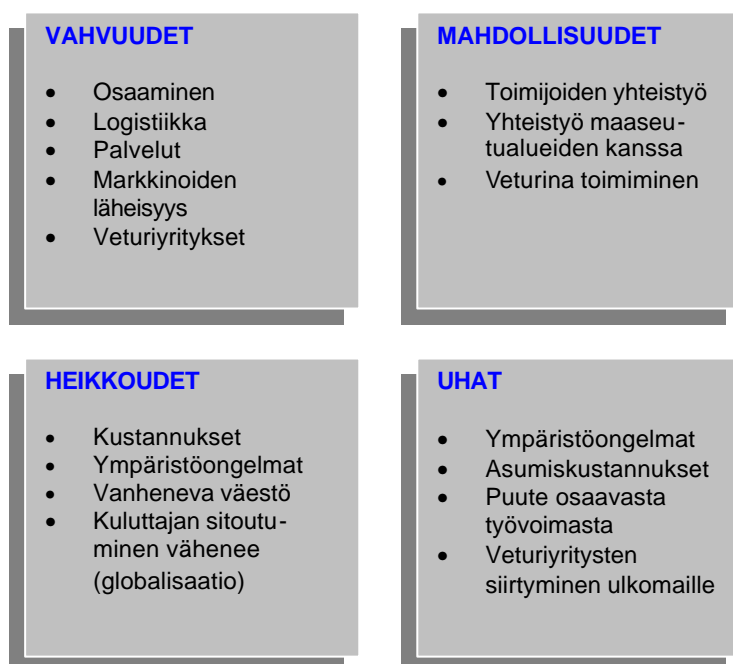 VAHVUUDET
• Osaaminen
• Logistiikka
• Palvelut
• Markkinoiden
läheisyys
• Veturiyritykset
MAHDOLLISUUDET
• Toimijoiden yhteistyö
• Yhteistyö maaseu-
tualueiden kanssa
• Veturina toimiminen
HEIKKOUDET
• Kustannukset
• Ympäristöongelmat
• Vanheneva väestö
• Kuluttajan sitoutu-
minen vähenee
(globalisaatio)
UHAT
• Ympäristöongelmat
• Asumiskustannukset
• Puute osaavasta
työvoimasta
• Veturiyritysten
siirtyminen ulkomaille